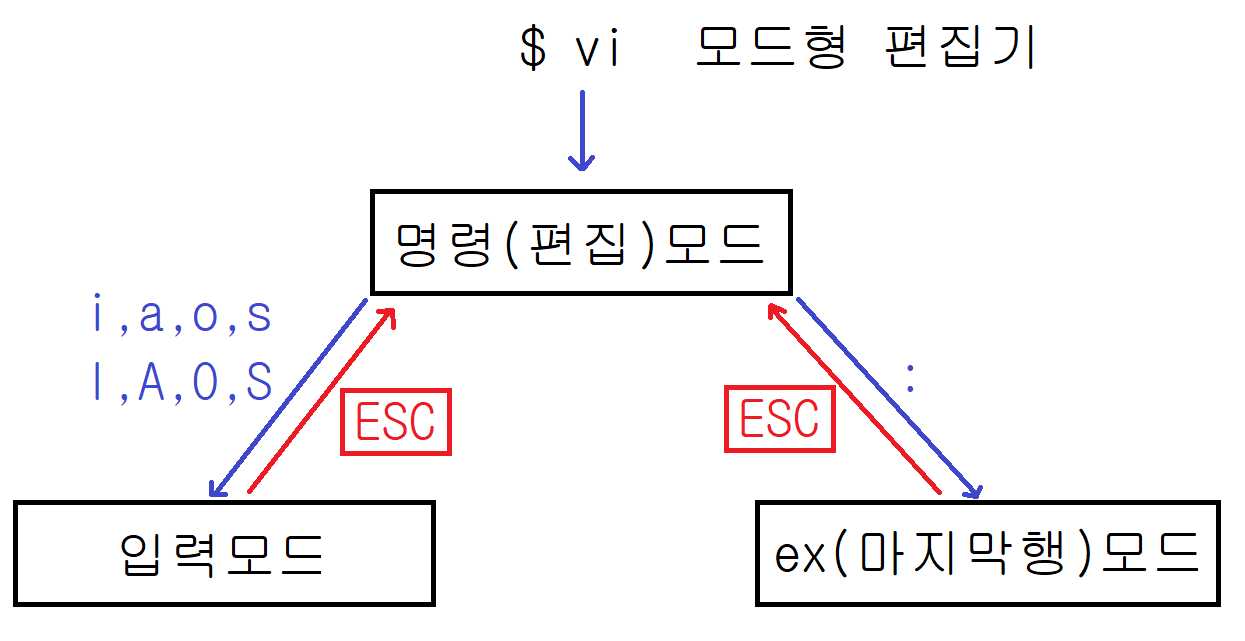 $ vi 모드형 편집기
명령(편집)모드
i,a,o,s
I,A,O,S
ESC
ESC
:
입력모드
ex(마지막행)모드